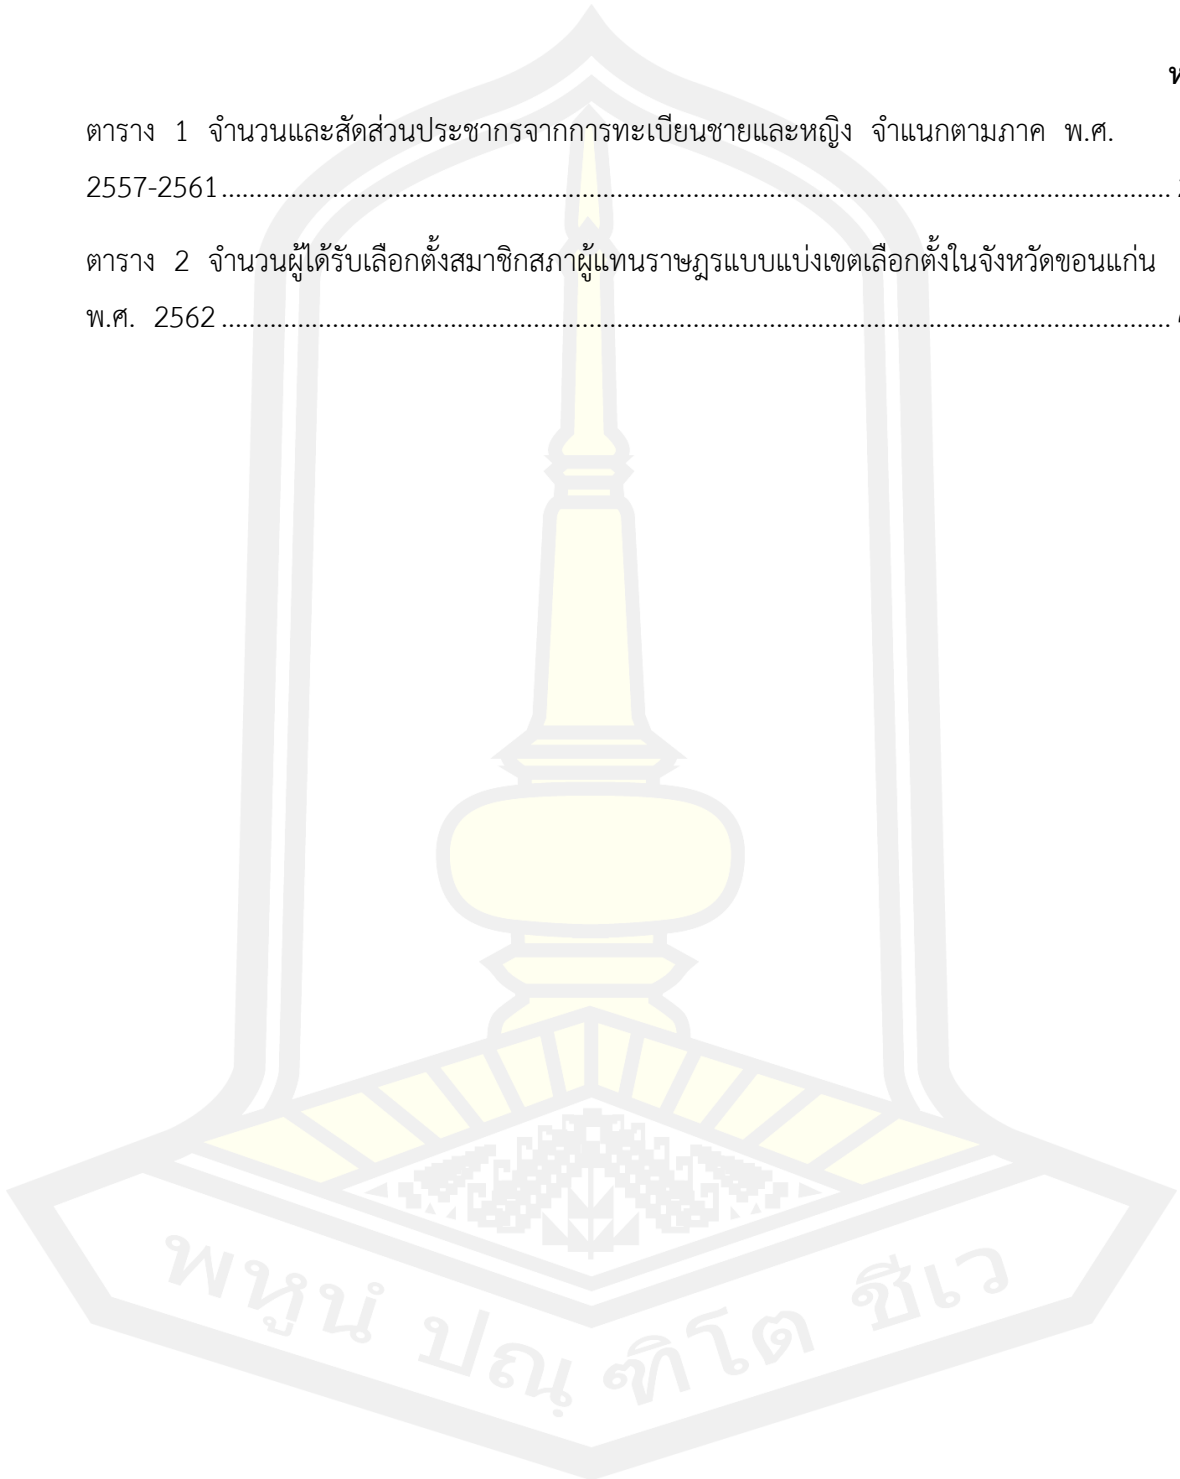 ตาราง 1 จำนวนและสัดส่วนประชากรจากการทะเบียนชายและหญิง จำแนกตามภาค พ.ศ.
2557-2561
ตาราง 2 จำนวนผู้ได้รับเลือกตั้งสมาชิกสภาผู้แทนราษฎรแบบแบ่งเขตเลือกตั้งในจังหวัดขอนแก่น
พ.ศ. 2562
พหูนํ ปณฺฑิโต ชีเว